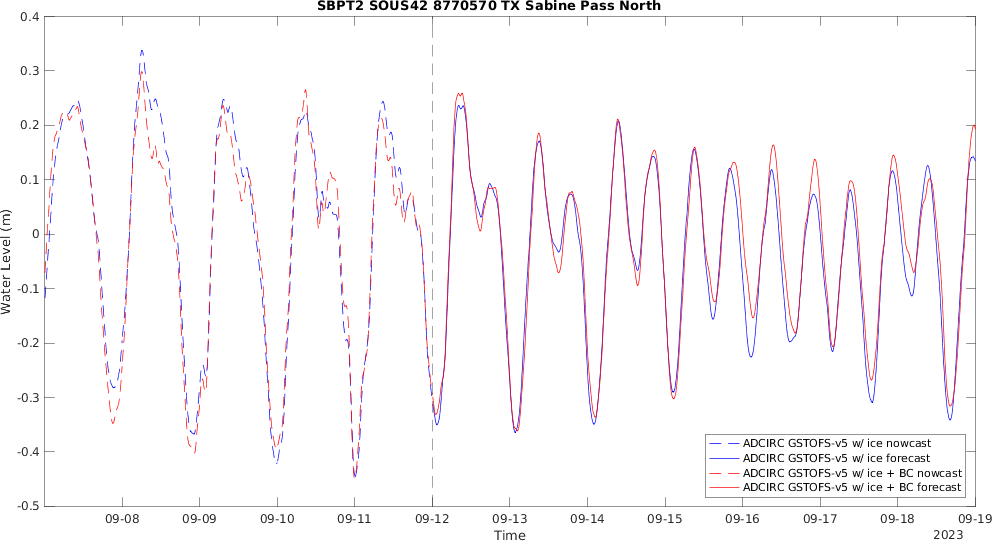 SBPT2 SOUS42 8770570 TX Sabine Pass North
0.4
0.3
0.2
0.1
0
-0.1
-0.2
-0.3
-0.4
-0.5
Water Level (m)
ADCIRC GSTOFS-v5 w/ ice nowcast
ADCIRC GSTOFS-v5 w/ ice forecast
ADCIRC GSTOFS-v5 w/ ice + BC nowcast
ADCIRC GSTOFS-v5 w/ ice + BC forecast
09-08 09-09 09-10 09-11 09-12 09-13 09-14 09-15 09-16 09-17 09-18 09-19
Time
2023